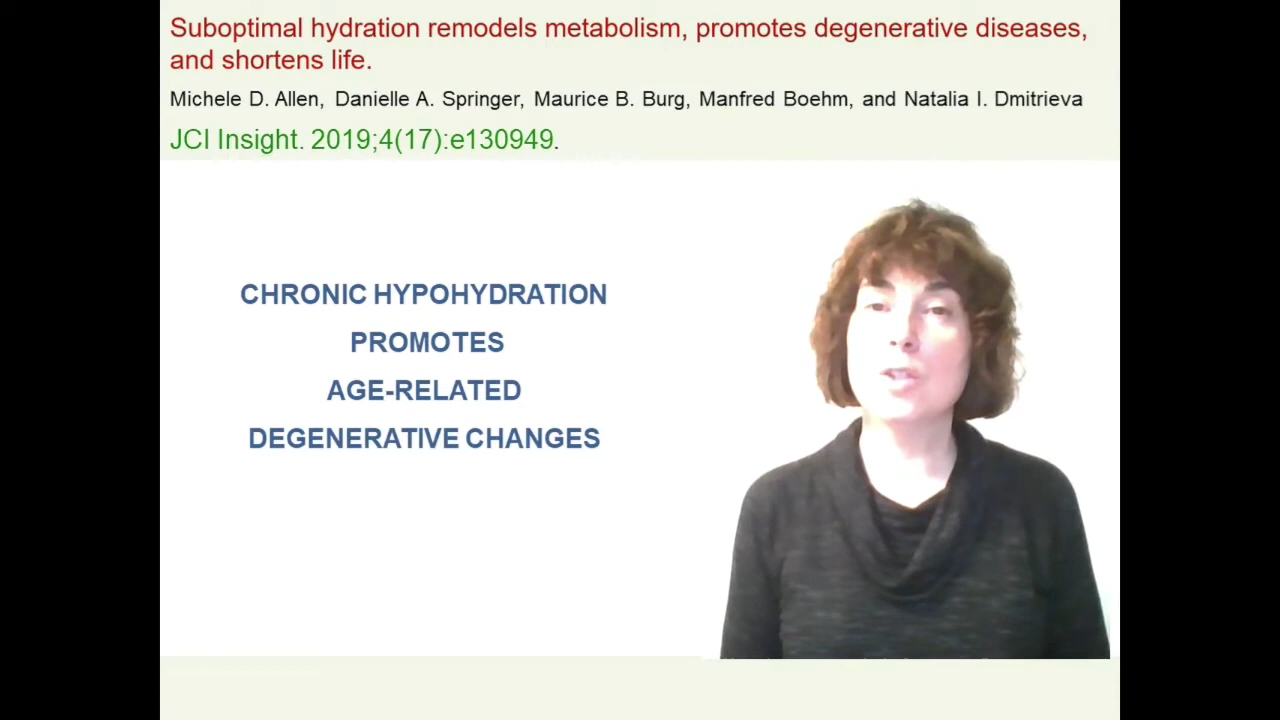 Suboptimal hydration remodels metabolism, promotes degenerative diseases,
and shortens life.
Michele D. Allen, Danielle A. Springer, Maurice B. Burg, Manfred Boehm, and Natalia I. Dmitrieva
JCI Insight. 2019;4(17):e130949.
CHRONIC HYPOHYDRATION
PROMOTES
AGE-RELATED
DEGENERATIVE CHANGES